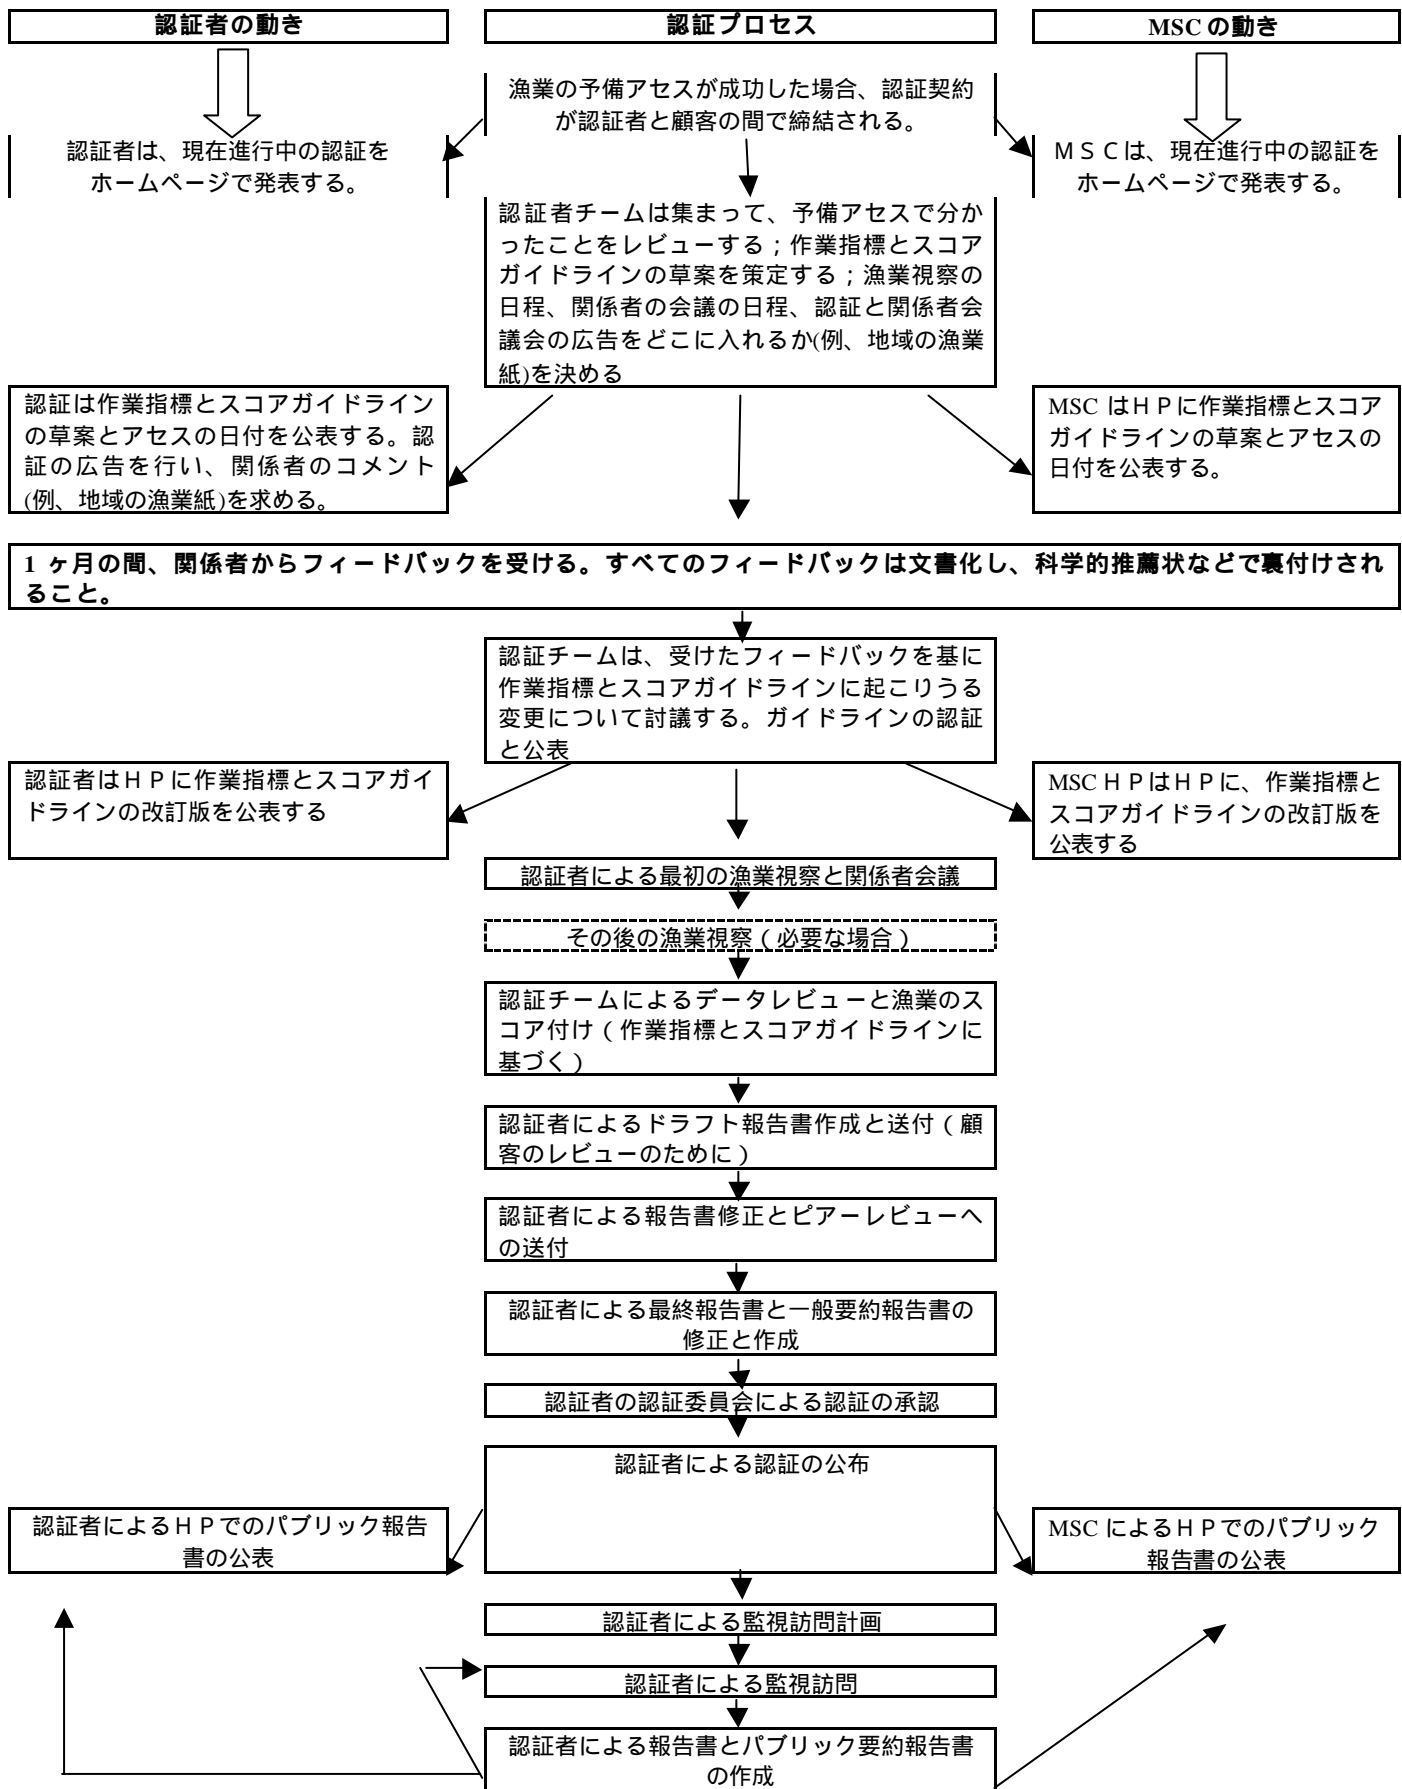 認証者の動き
認証プロセス
MSC の動き
漁業の予備アセスが成功した場合、認証契約
が認証者と顧客の間で締結される。
認証者は、現在進行中の認証を
ホームページで発表する。
ＭＳＣは、現在進行中の認証を
ホームページで発表する。
認証者チームは集まって、予備アセスで分か
ったことをレビューする；作業指標とスコア
ガイドラインの草案を策定する；漁業視察の
日程、関係者の会議の日程、認証と関係者会
議会の広告をどこに入れるか(例、地域の漁業
紙)を決める
認証は作業指標とスコアガイドライン
の草案とアセスの日付を公表する。認
証の広告を行い、関係者のコメント
(例、地域の漁業紙)を求める。
MSC はＨＰに作業指標とスコア
ガイドラインの草案とアセスの
日付を公表する。
1 ヶ月の間、関係者からフィードバックを受ける。すべてのフィードバックは文書化し、科学的推薦状などで裏付けされ
ること。
認証チームは、受けたフィードバックを基に
作業指標とスコアガイドラインに起こりうる
変更について討議する。ガイドラインの認証
と公表
認証者はＨＰに作業指標とスコアガイ
ドラインの改訂版を公表する
MSC ＨＰはＨＰに、作業指標と
スコアガイドラインの改訂版を
公表する
認証者による最初の漁業視察と関係者会議
その後の漁業視察（必要な場合）
認証チームによるデータレビューと漁業のス
コア付け（作業指標とスコアガイドラインに
基づく）
認証者によるドラフト報告書作成と送付（顧
客のレビューのために）
認証者による報告書修正とピアーレビューへ
の送付
認証者による最終報告書と一般要約報告書の
修正と作成
認証者の認証委員会による認証の承認
認証者による認証の公布
認証者によるＨＰでのパブリック報告
書の公表
MSC によるＨＰでのパブリック
報告書の公表
認証者による監視訪問計画
認証者による監視訪問
認証者による報告書とパブリック要約報告書
の作成